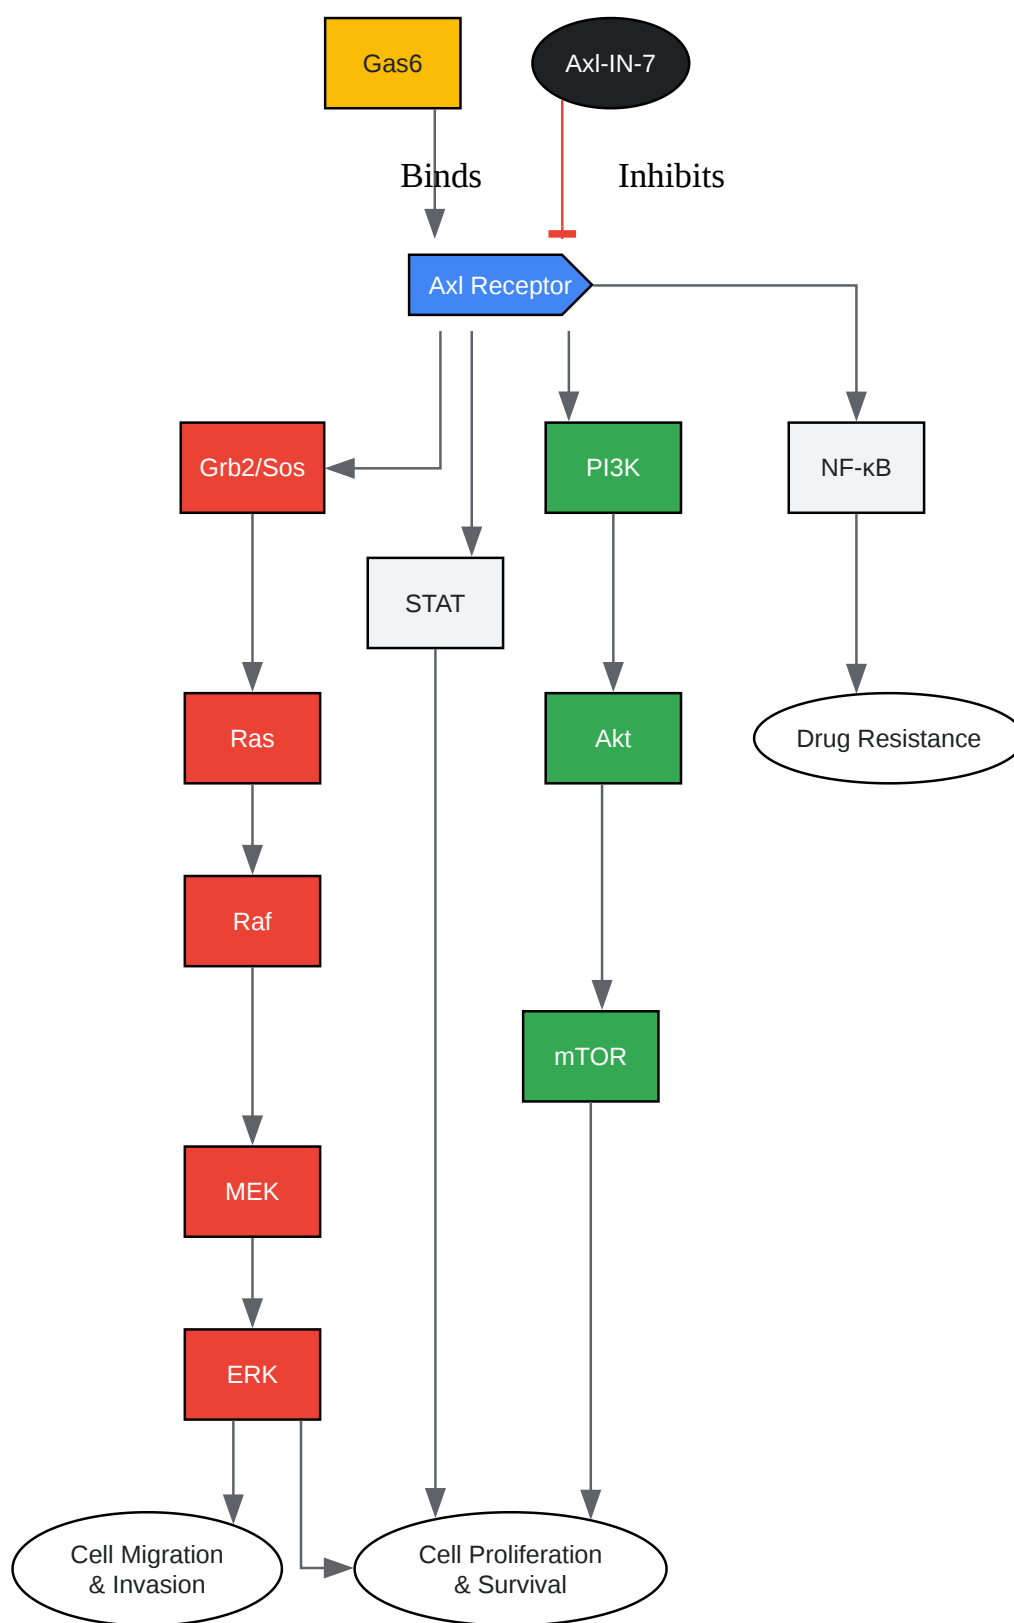 Gas6
Axl-IN-7
Binds
Inhibits
Axl Receptor
Grb2/Sos
PI3K
NF-κB
STAT
Ras
Akt
Drug Resistance
Raf
mTOR
MEK
ERK
Cell Migration
& Invasion
Cell Proliferation
& Survival